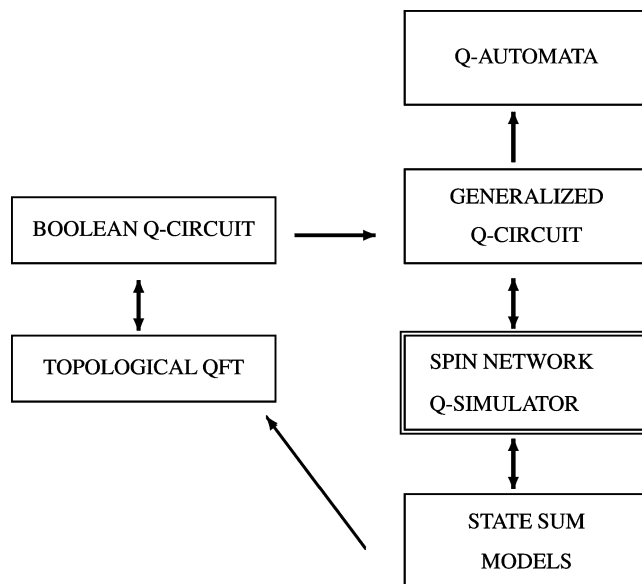 Q-AUTOMATA
GENERALIZED
Q-CIRCUIT
BOOLEAN Q-CIRCUIT
TOPOLOGICAL QFT
SPIN NETWORK
Q-SIMULATOR
STATE SUM
MODELS